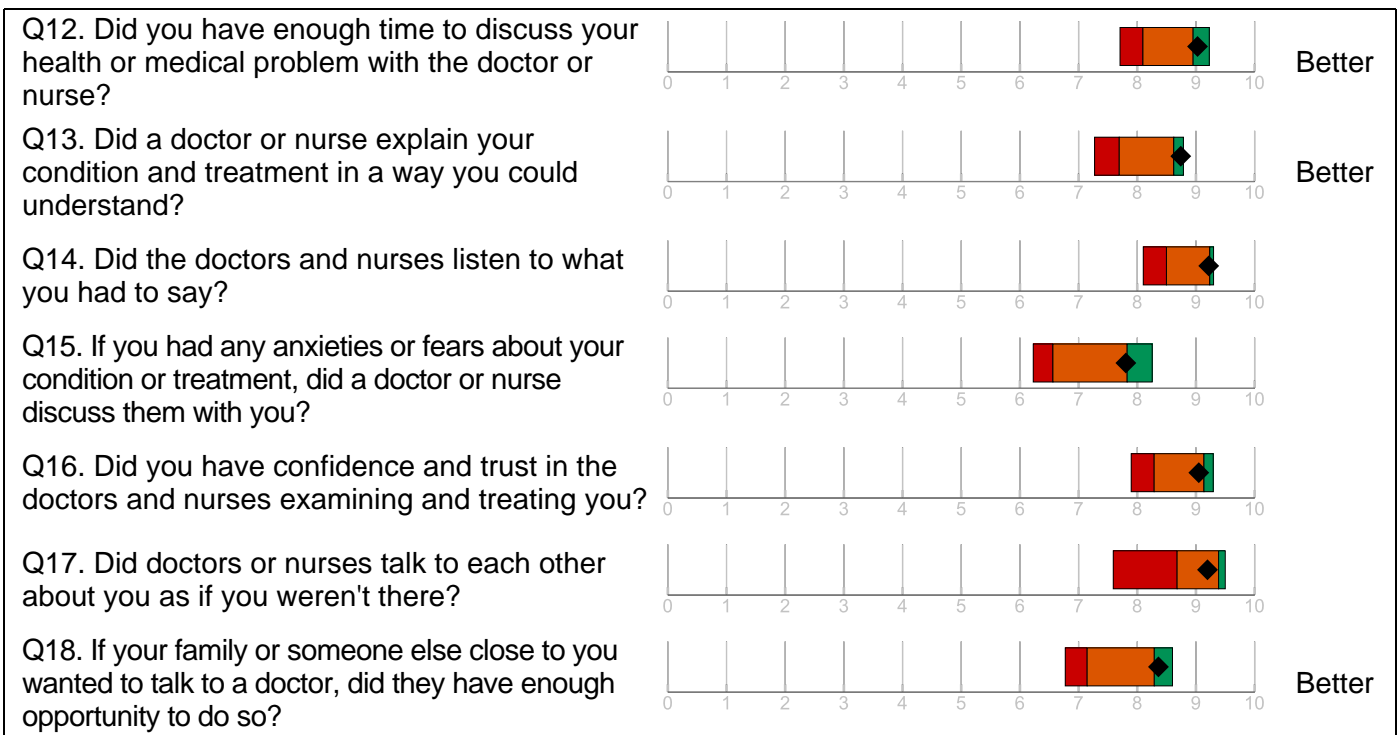 Q12. Did you have enough time to discuss your
health or medical problem with the doctor or
nurse?
0 1 2 3 4 5 6 7 8 9 10
Better
Q13. Did a doctor or nurse explain your
condition and treatment in a way you could
understand?
0 1 2 3 4 5 6 7 8 9 10
Better
Q14. Did the doctors and nurses listen to what
you had to say?
0 1 2 3 4 5 6 7 8 9 10
Q15. If you had any anxieties or fears about your
condition or treatment, did a doctor or nurse
discuss them with you?
0 1 2 3 4 5 6 7 8 9 10
Q16. Did you have confidence and trust in the
doctors and nurses examining and treating you?
0 1 2 3 4 5 6 7 8 9 10
Q17. Did doctors or nurses talk to each other
about you as if you weren't there?
0 1 2 3 4 5 6 7 8 9 10
Q18. If your family or someone else close to you
wanted to talk to a doctor, did they have enough
opportunity to do so?
0 1 2 3 4 5 6 7 8 9 10
Better